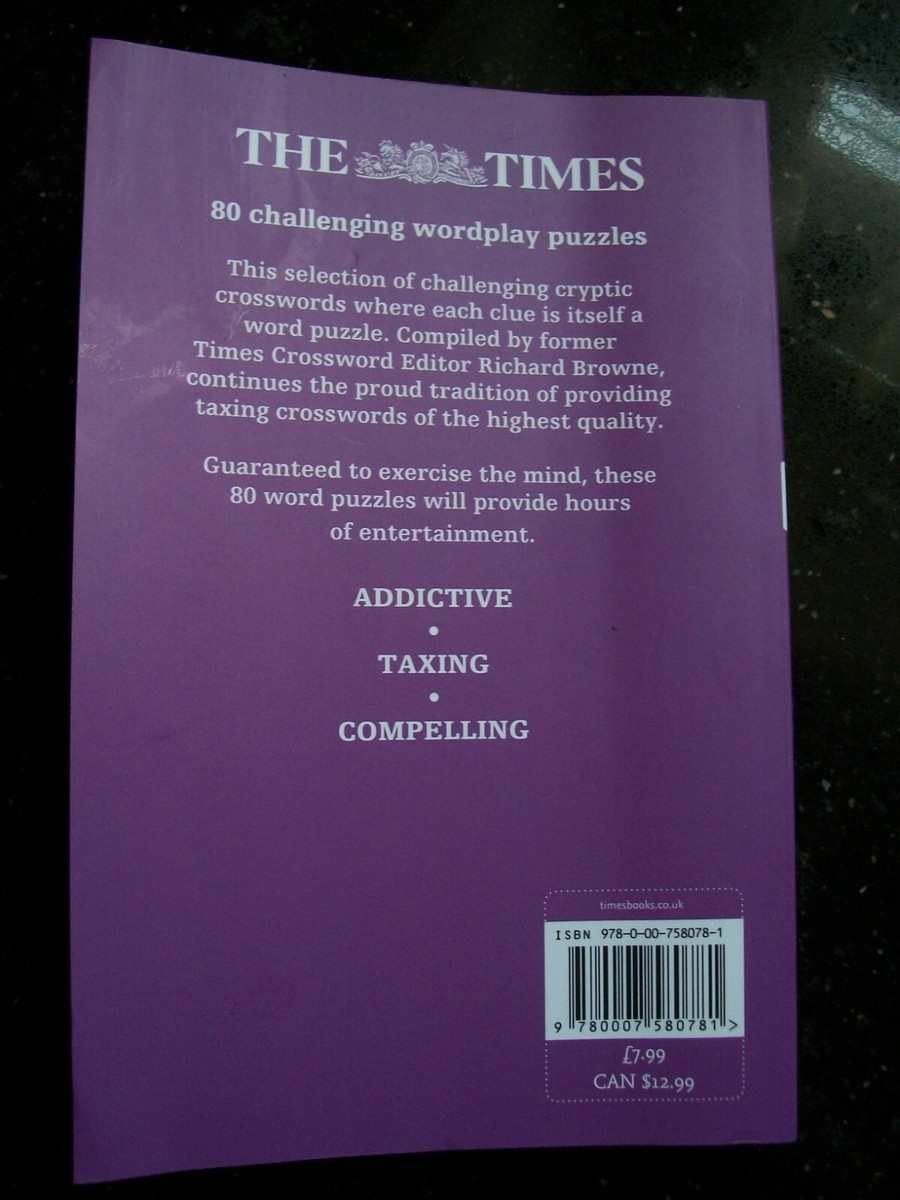 THE TIMES
80 challenging wordplay puzzles
This selection of challenging cryptic
crosswords where each clue is itself a
word puzzle. Compiled by former
Times Crossword Editor Richard Browne,
continues the proud tradition of providing
taxing crosswords of the highest quality.
Guaranteed to exercise the mind, these
80 word puzzles will provide hours
of entertainment.
ADDICTIVE
•
TAXING
•
COMPELLING
timesbooks.co.uk
ISBN 978-0-00-758078-1
9 780007 580781 >
£7.99
CAN $12.99